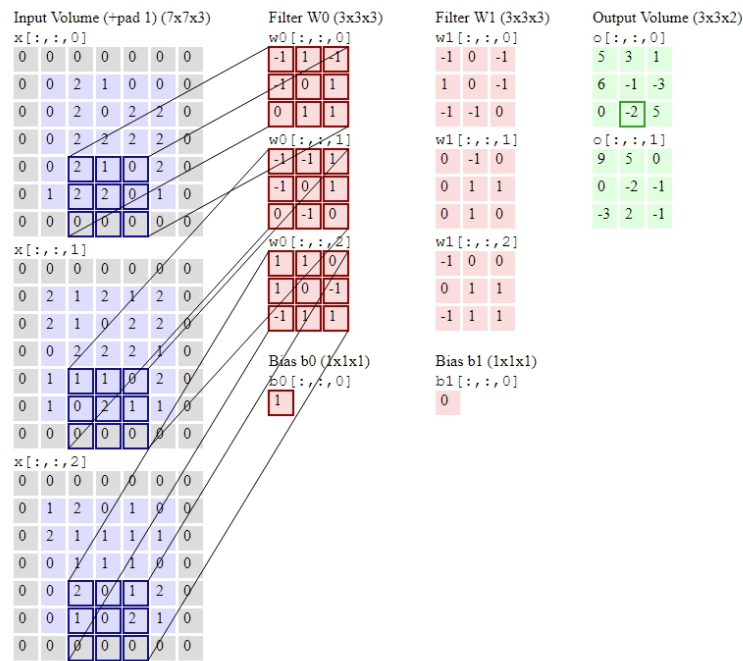 Input Volume (+pad 1) (7x7x3)
x[:,:,0]
0 0 0 0 0 0 0
0 0 2 1 0 0 0
0 0 2 0 2 2 0
0 0 2 2 2 2 0
0 0 2 1 0 2 0
0 1 2 2 0 1 0
0 0 0 0 0 0 0
x[:,:,1]
0 0 0 0 0 0 0
0 2 1 2 1 2 0
0 2 1 0 2 2 0
0 0 2 2 2 1 0
0 1 1 1 0 2 0
0 1 0 2 1 1 0
0 0 0 0 0 0 0
x[:,:,2]
0 0 0 0 0 0 0
0 1 2 0 1 0 0
0 2 1 1 1 1 0
0 0 1 1 1 0 0
0 0 2 0 1 2 0
0 0 1 0 2 1 0
0 0 0 0 0 0 0
Filter W0 (3x3x3)
w0[:,:,0]
-1 1 -1
-1 0 1
0 1 1
w0[:,:,1]
-1 -1 1
-1 0 1
0 -1 0
w0[:,:,2]
1 1 0
1 0 -1
-1 1 1
Bias b0 (1x1x1)
b0[:,:,0]
1
Filter W1 (3x3x3)
w1[:,:,0]
-1 0 -1
1 0 -1
-1 -1 0
w1[:,:,1]
0 -1 0
0 1 1
0 1 0
w1[:,:,2]
-1 0 0
0 1 1
-1 1 1
Bias b1 (1x1x1)
b1[:,:,0]
0
Output Volume (3x3x2)
o[:,:,0]
5 3 1
6 -1 -3
0 -2 5
o[:,:,1]
9 5 0
0 -2 -1
-3 2 -1